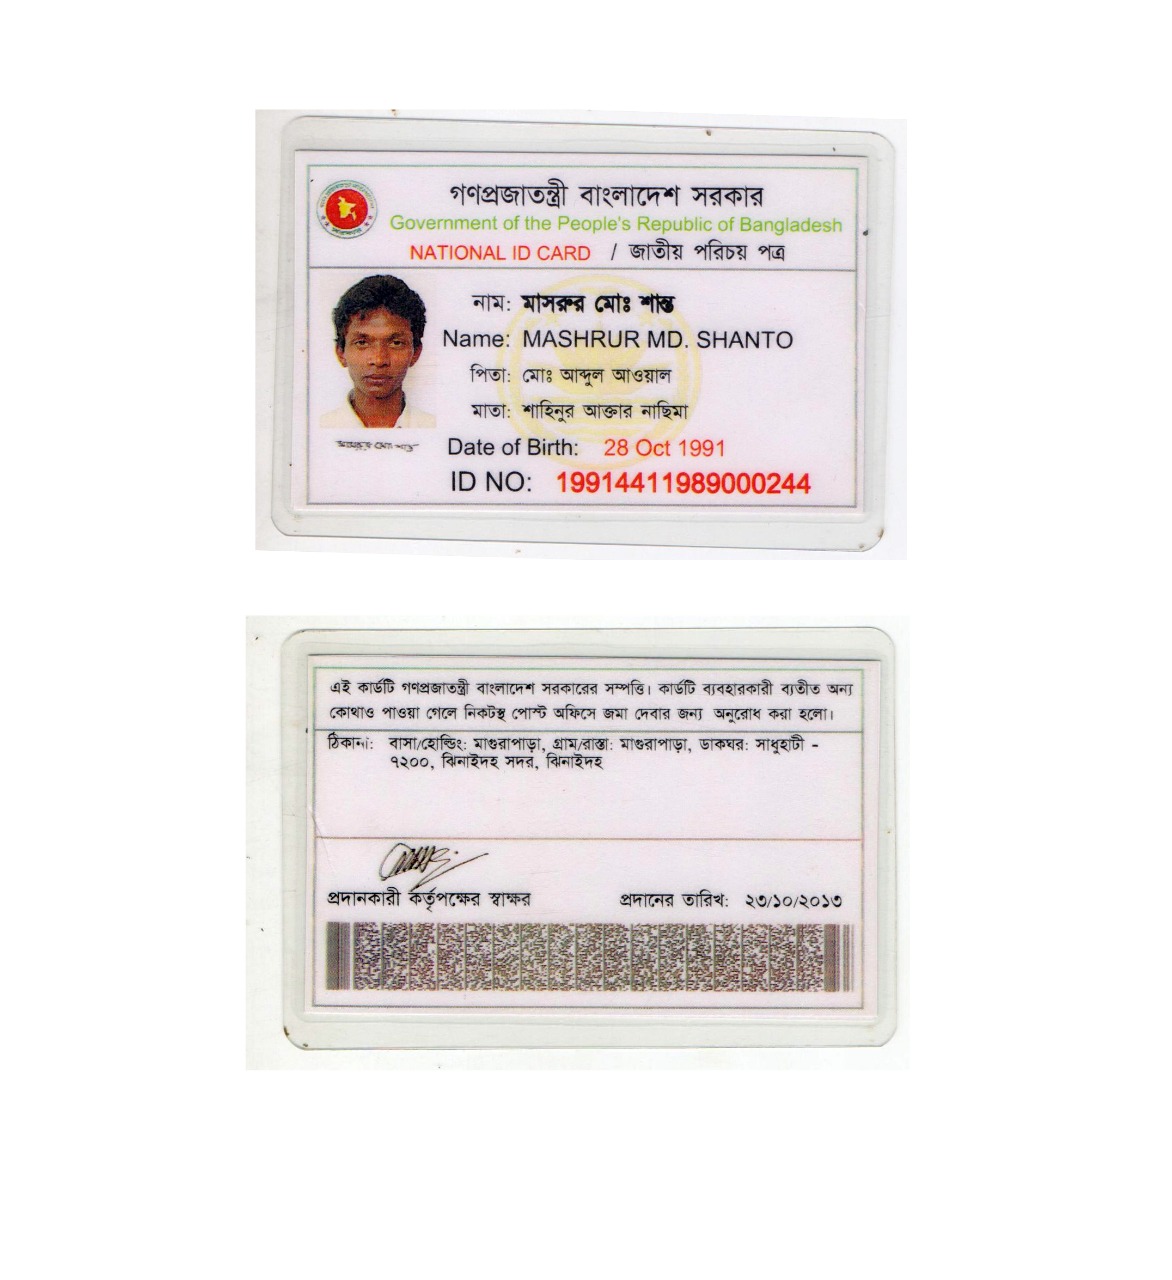 গণপ্রজাতন্ত্রী বাংলাদেশ সরকার
Government of the People's Republic of Bangladesh
NATIONAL ID CARD / জাতীয় পরিচয় পত্র
নাম: মাসরুর মোঃ শান্ত
Name: MASHRUR MD. SHANTO
পিতা: মোঃ আব্দুল আওয়াল
মাতা: শাহিনুর আক্তার নাছিমা
Date of Birth: 28 Oct 1991
ID NO: 19914411989000244
এই কার্ডটি গণপ্রজাতন্ত্রী বাংলাদেশ সরকারের সম্পত্তি। কার্ডটি ব্যবহারকারী ব্যতীত অন্য
কোথাও পাওয়া গেলে নিকটস্থ পোস্ট অফিসে জমা দেবার জন্য অনুরোধ করা হলো।
ঠিকানা: বাসা/হোল্ডিং: মাগুরাপাড়া, গ্রাম/রাস্তা: মাগুরাপাড়া, ডাকঘর: সাধুহাটী -
৭২০০, ঝিনাইদহ সদর, ঝিনাইদহ
প্রদানকারী কর্তৃপক্ষের স্বাক্ষর প্রদানের তারিখ: ২৩/১০/২০১৩